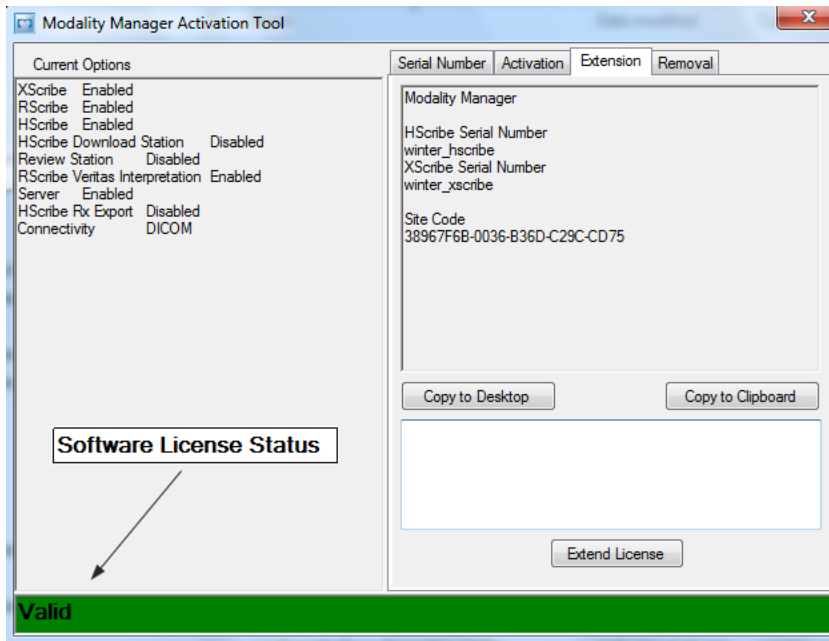 Modality Manager Activation Tool
Current Options
XScribe Enabled
RScribe Enabled
HScribe Enabled
HScribe Download Station Disabled
Review Station Disabled
RScribe Veritas Interpretation Enabled
Server Enabled
HScribe Rx Export Disabled
Connectivity DICOM
Software License Status
Serial Number Activation Extension Removal
Modality Manager
HScribe Serial Number
winter_hscribe
XScribe Serial Number
winter_xscribe
Site Code
38967F6B-0036-B36D-C29C-CD75
Copy to Desktop Copy to Clipboard
Extend License
Valid